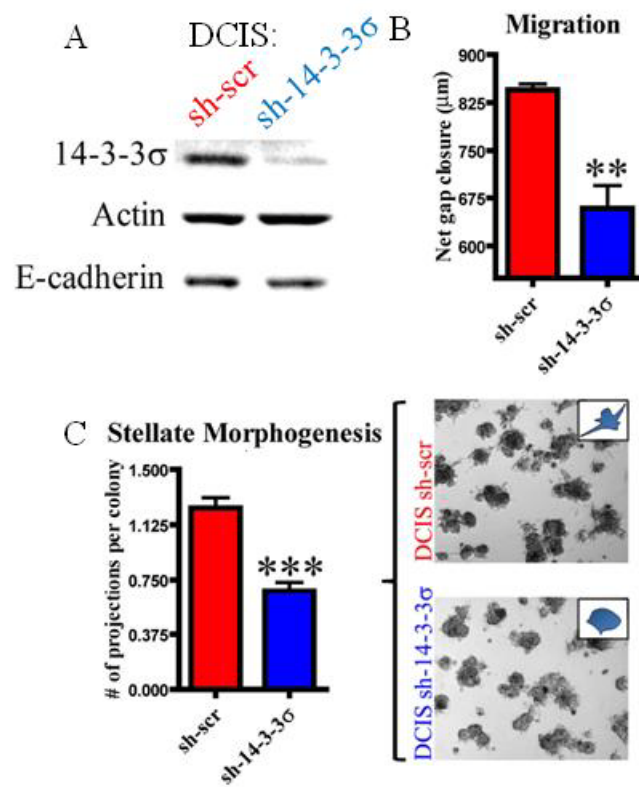 A
DCIS:
sh-scr
sh-14-3-3σ
14-3-3σ
Actin
E-cadherin
B
Migration
Net gap closure (μm)
900
825
750
675
600
**
sh-scr
sh-14-3-3σ
C
Stellate Morphogenesis
# of projections per colony
1.500
1.125
0.750
0.375
0.000
***
sh-scr
sh-14-3-3σ
DCIS sh-scr
DCIS sh-14-3-3σ